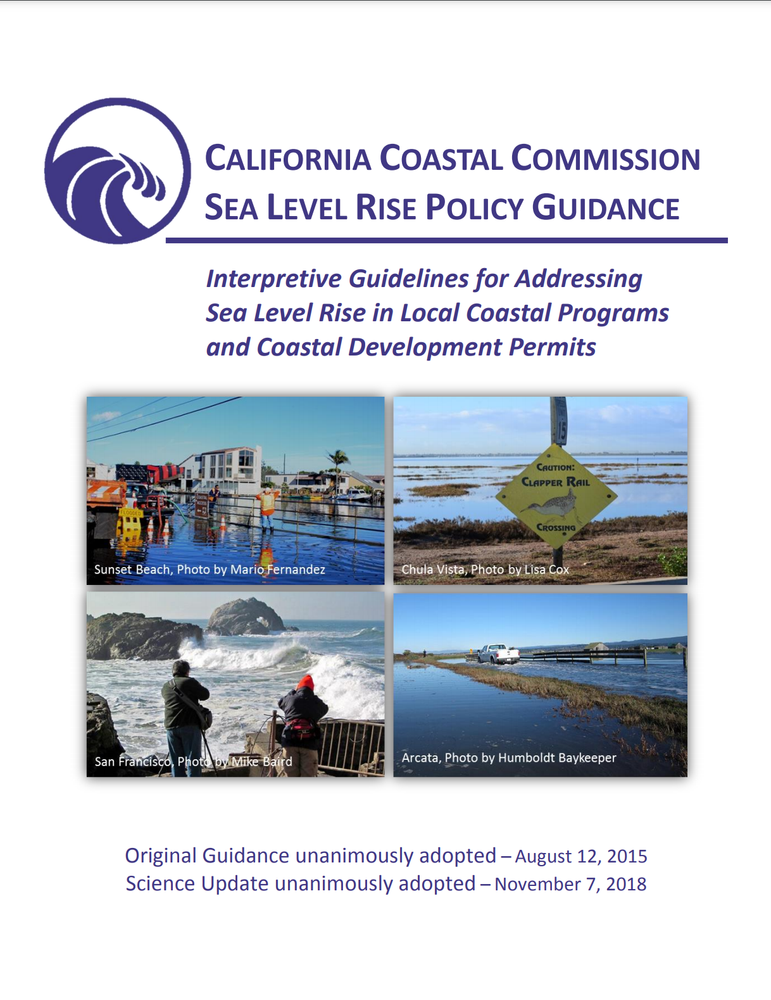 CALIFORNIA COASTAL COMMISSION
SEA LEVEL RISE POLICY GUIDANCE
Interpretive Guidelines for Addressing
Sea Level Rise in Local Coastal Programs
and Coastal Development Permits
FLOODED
COASTAL
ACCESS
Sunset Beach, Photo by Mario Fernandez
15
CAUTION:
CLAPPER RAIL
CROSSING
Chula Vista, Photo by Lisa Cox
San Francisco, Photo by Mike Baird
Arcata, Photo by Humboldt Baykeeper
Original Guidance unanimously adopted – August 12, 2015
Science Update unanimously adopted – November 7, 2018